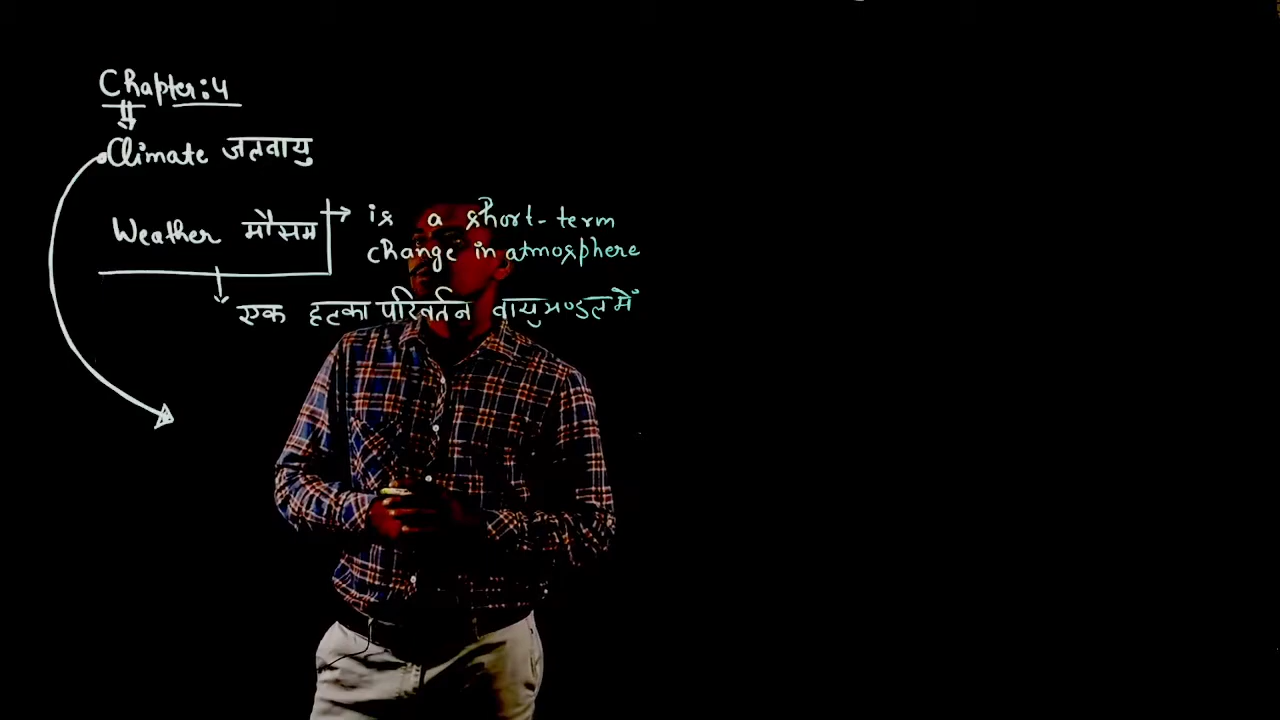 Chapter:4
Climate जलवायु
Weather मौसम → is a short-term
change in atmosphere
एक हल्का परिवर्तन वायुमण्डल में